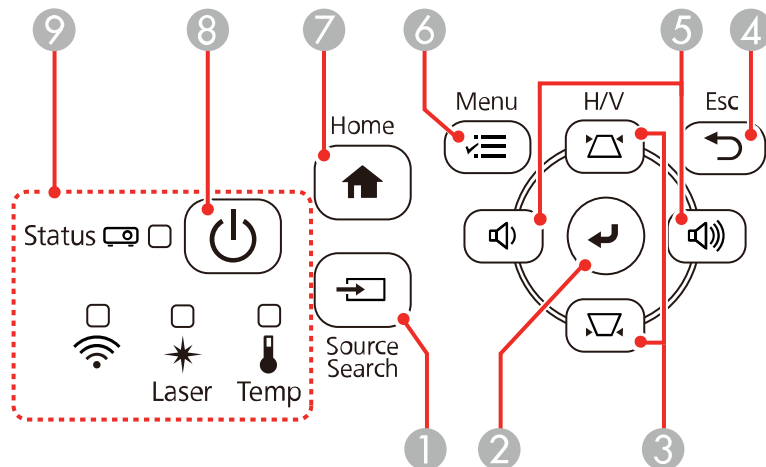 9 8 7 6 5 4
Menu H/V Esc
Home
Status
Source
Search
Laser Temp
1 2 3